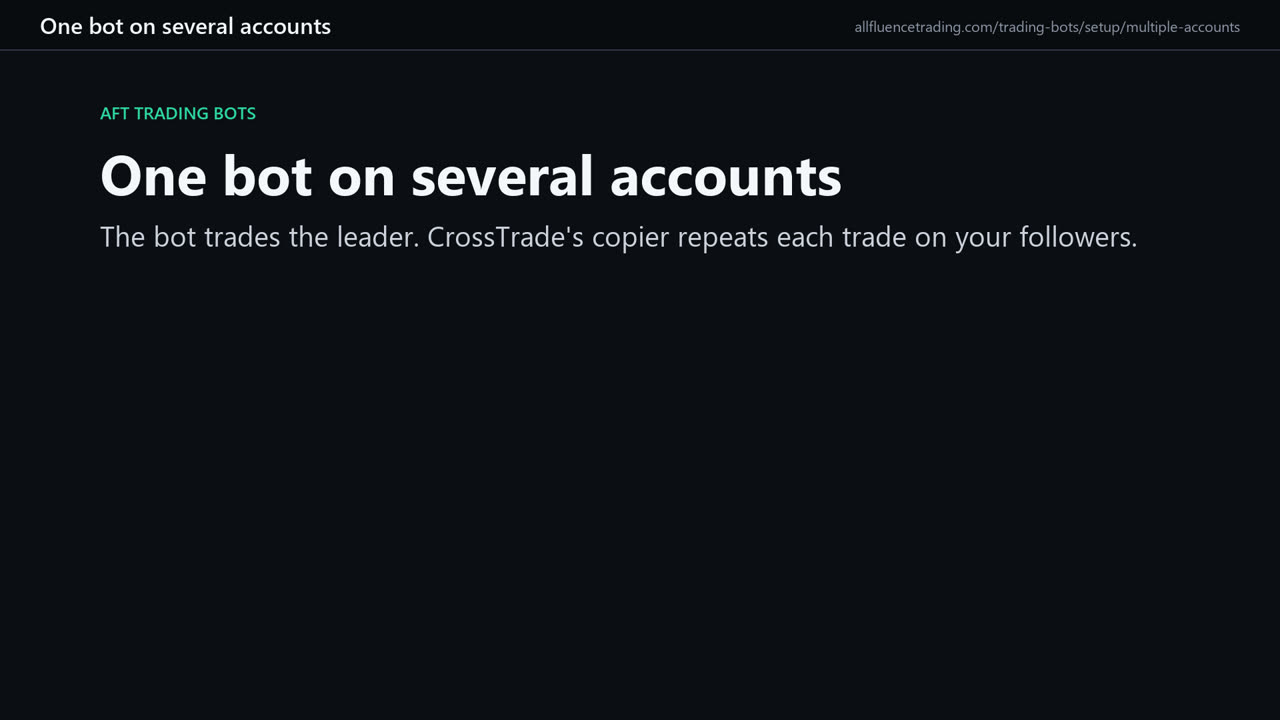 One bot on several accounts
allfluencetrading.com/trading-bots/setup/multiple-accounts
AFT TRADING BOTS
One bot on several accounts
The bot trades the leader. CrossTrade's copier repeats each trade on your followers.